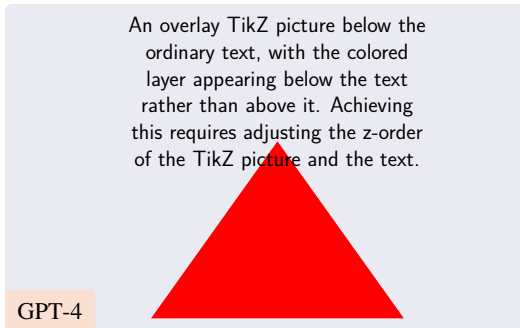 An overlay TikZ picture below the
ordinary text, with the colored
layer appearing below the text
rather than above it. Achieving
this requires adjusting the z-order
of the TikZ picture and the text.
GPT-4